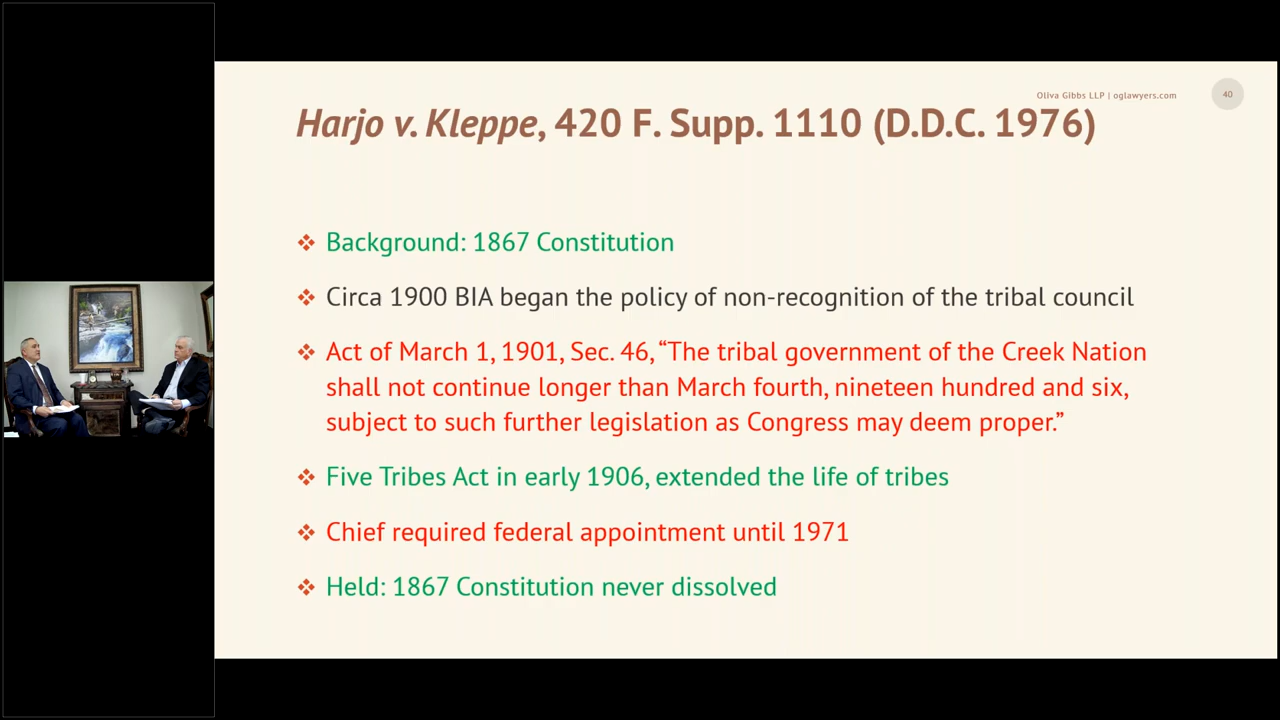 Oliva Gibbs LLP | oglawyers.com
40
Harjo v. Kleppe, 420 F. Supp. 1110 (D.D.C. 1976)
Background: 1867 Constitution
Circa 1900 BIA began the policy of non-recognition of the tribal council
Act of March 1, 1901, Sec. 46, “The tribal government of the Creek Nation
shall not continue longer than March fourth, nineteen hundred and six,
subject to such further legislation as Congress may deem proper.”
Five Tribes Act in early 1906, extended the life of tribes
Chief required federal appointment until 1971
Held: 1867 Constitution never dissolved